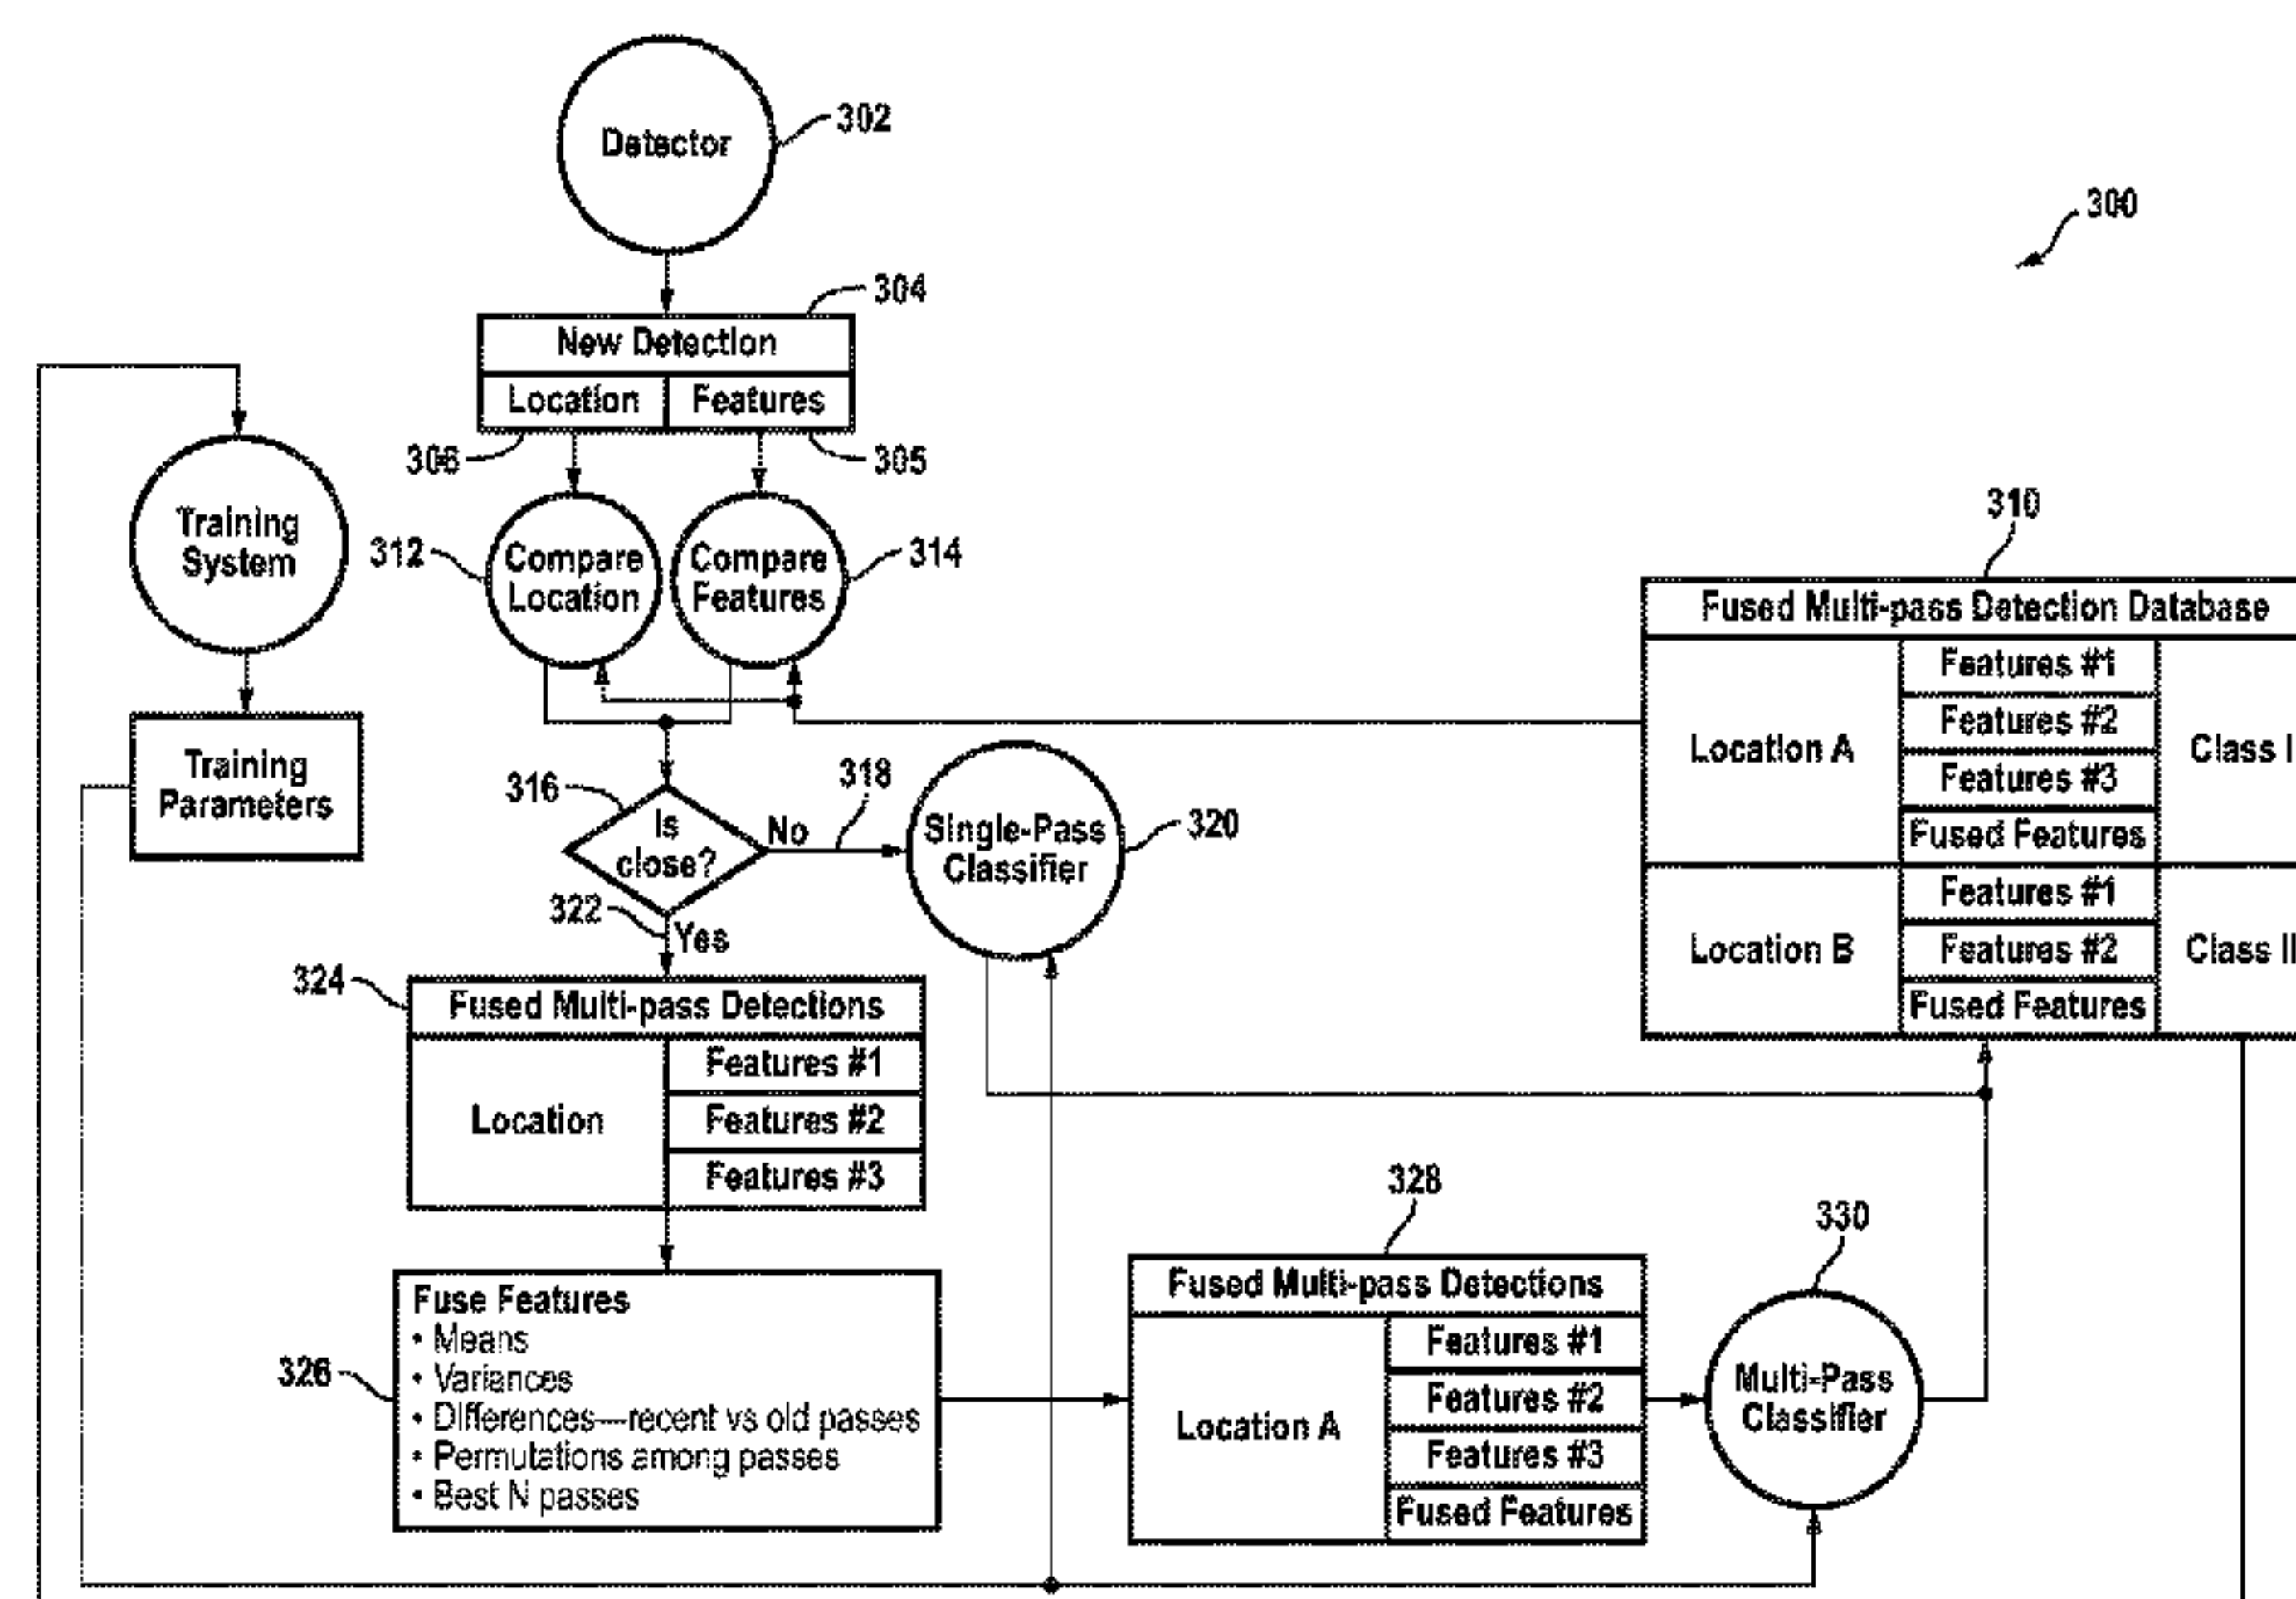 Detector
302
300
304
New Detection
Location
Features
306
305
Training
System
312
Compare
Location
Compare
Features
314
310
Fused Multi-pass Detection Database
Location A
Features #1
Features #2
Features #3
Fused Features
Class I
Location B
Features #1
Features #2
Fused Features
Class II
Training
Parameters
316
Is
close?
No
318
Single-Pass
Classifier
320
322
Yes
324
Fused Multi-pass Detections
Location
Features #1
Features #2
Features #3
326
Fuse Features
• Means
• Variances
• Differences—recent vs old passes
• Permutations among passes
• Best N passes
328
Fused Multi-pass Detections
Location A
Features #1
Features #2
Features #3
Fused Features
330
Multi-Pass
Classifier